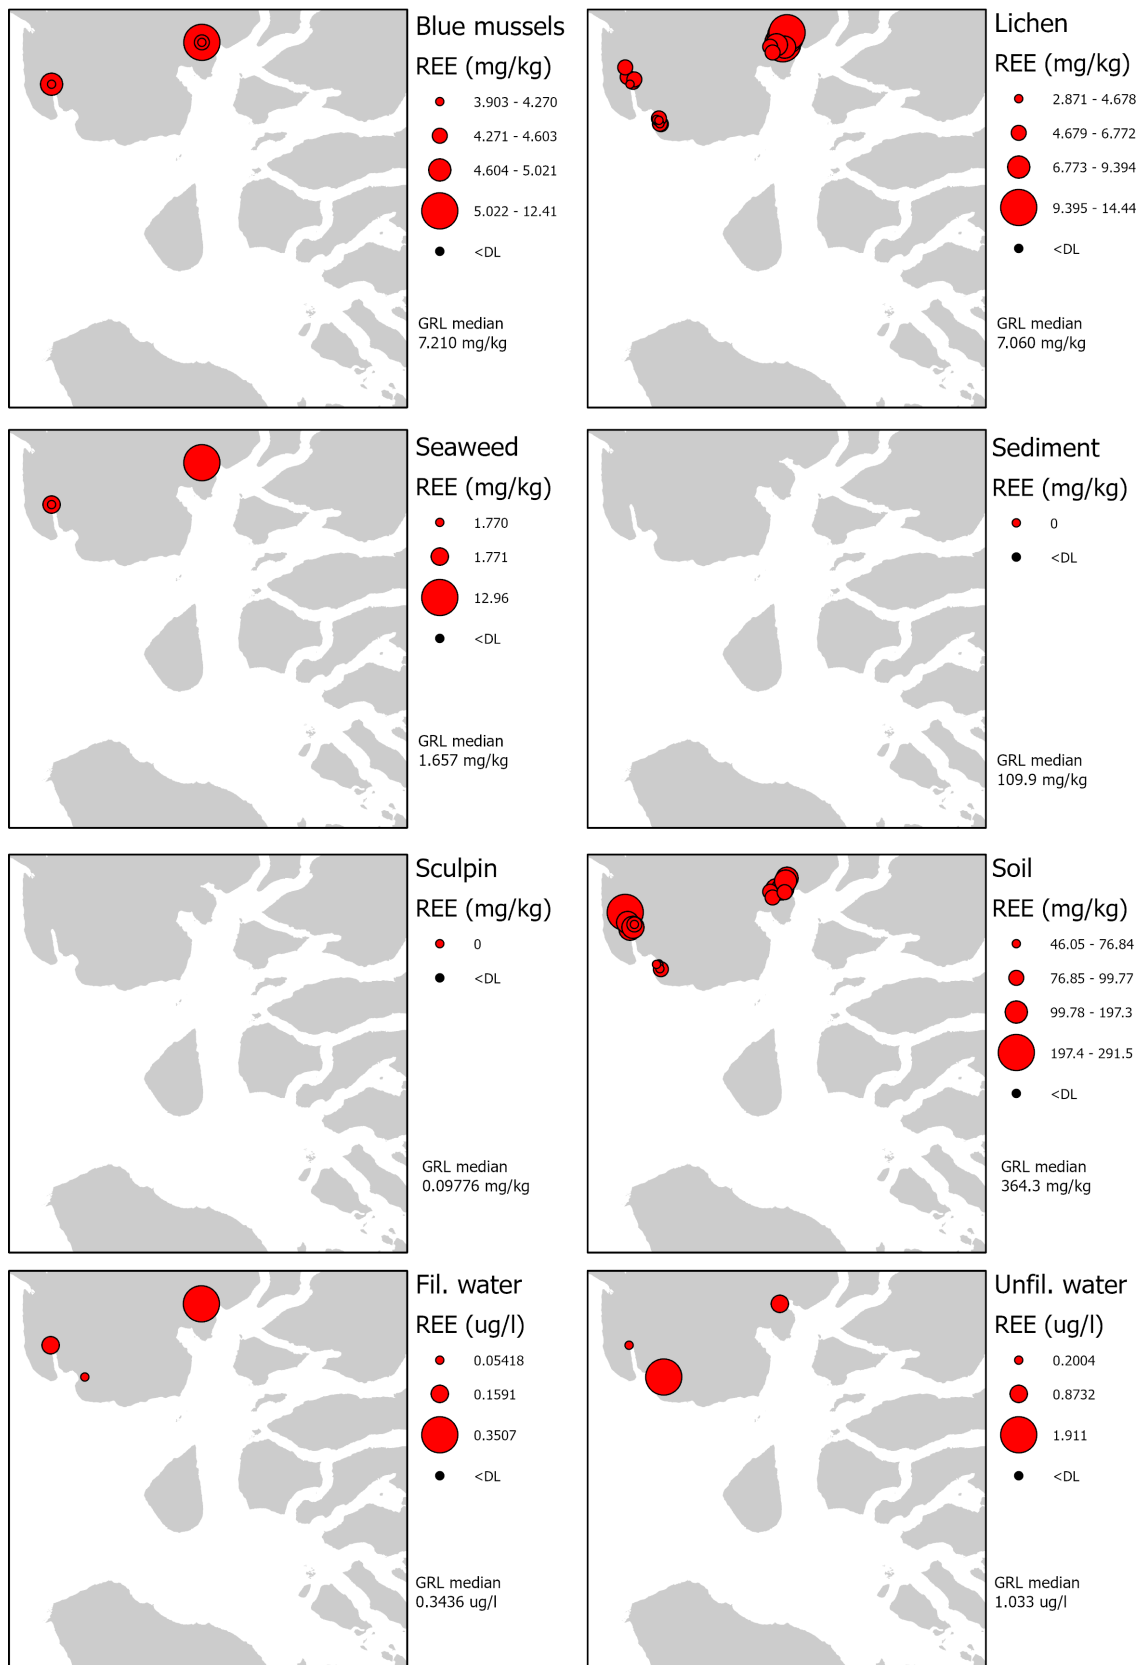 Blue mussels
REE (mg/kg)
3.903 - 4.270
4.271 - 4.603
4.604 - 5.021
5.022 - 12.41
<DL
GRL median
7.210 mg/kg
Lichen
REE (mg/kg)
2.871 - 4.678
4.679 - 6.772
6.773 - 9.394
9.395 - 14.44
<DL
GRL median
7.060 mg/kg
Seaweed
REE (mg/kg)
1.770
1.771
12.96
<DL
GRL median
1.657 mg/kg
Sediment
REE (mg/kg)
0
<DL
GRL median
109.9 mg/kg
Sculpin
REE (mg/kg)
0
<DL
GRL median
0.09776 mg/kg
Soil
REE (mg/kg)
46.05 - 76.84
76.85 - 99.77
99.78 - 197.3
197.4 - 291.5
<DL
GRL median
364.3 mg/kg
Fil. water
REE (ug/l)
0.05418
0.1591
0.3507
<DL
GRL median
0.3436 ug/l
Unfil. water
REE (ug/l)
0.2004
0.8732
1.911
<DL
GRL median
1.033 ug/l